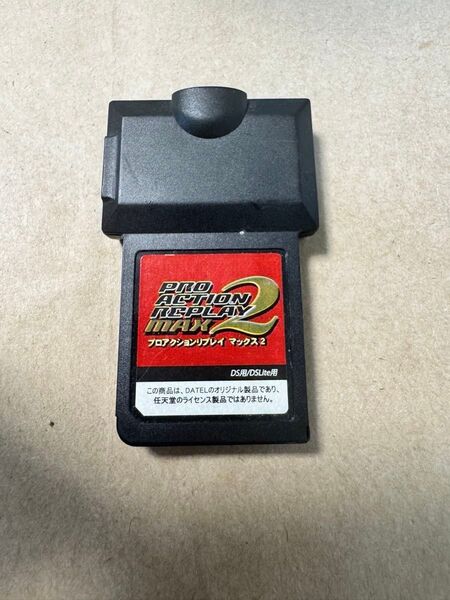 PRO
ACTION
REPLAY
MAX 2
プロアクションリプレイ マックス2
DS用/DSLite用
この商品は、DATELのオリジナル製品であり、
任天堂のライセンス製品ではありません。